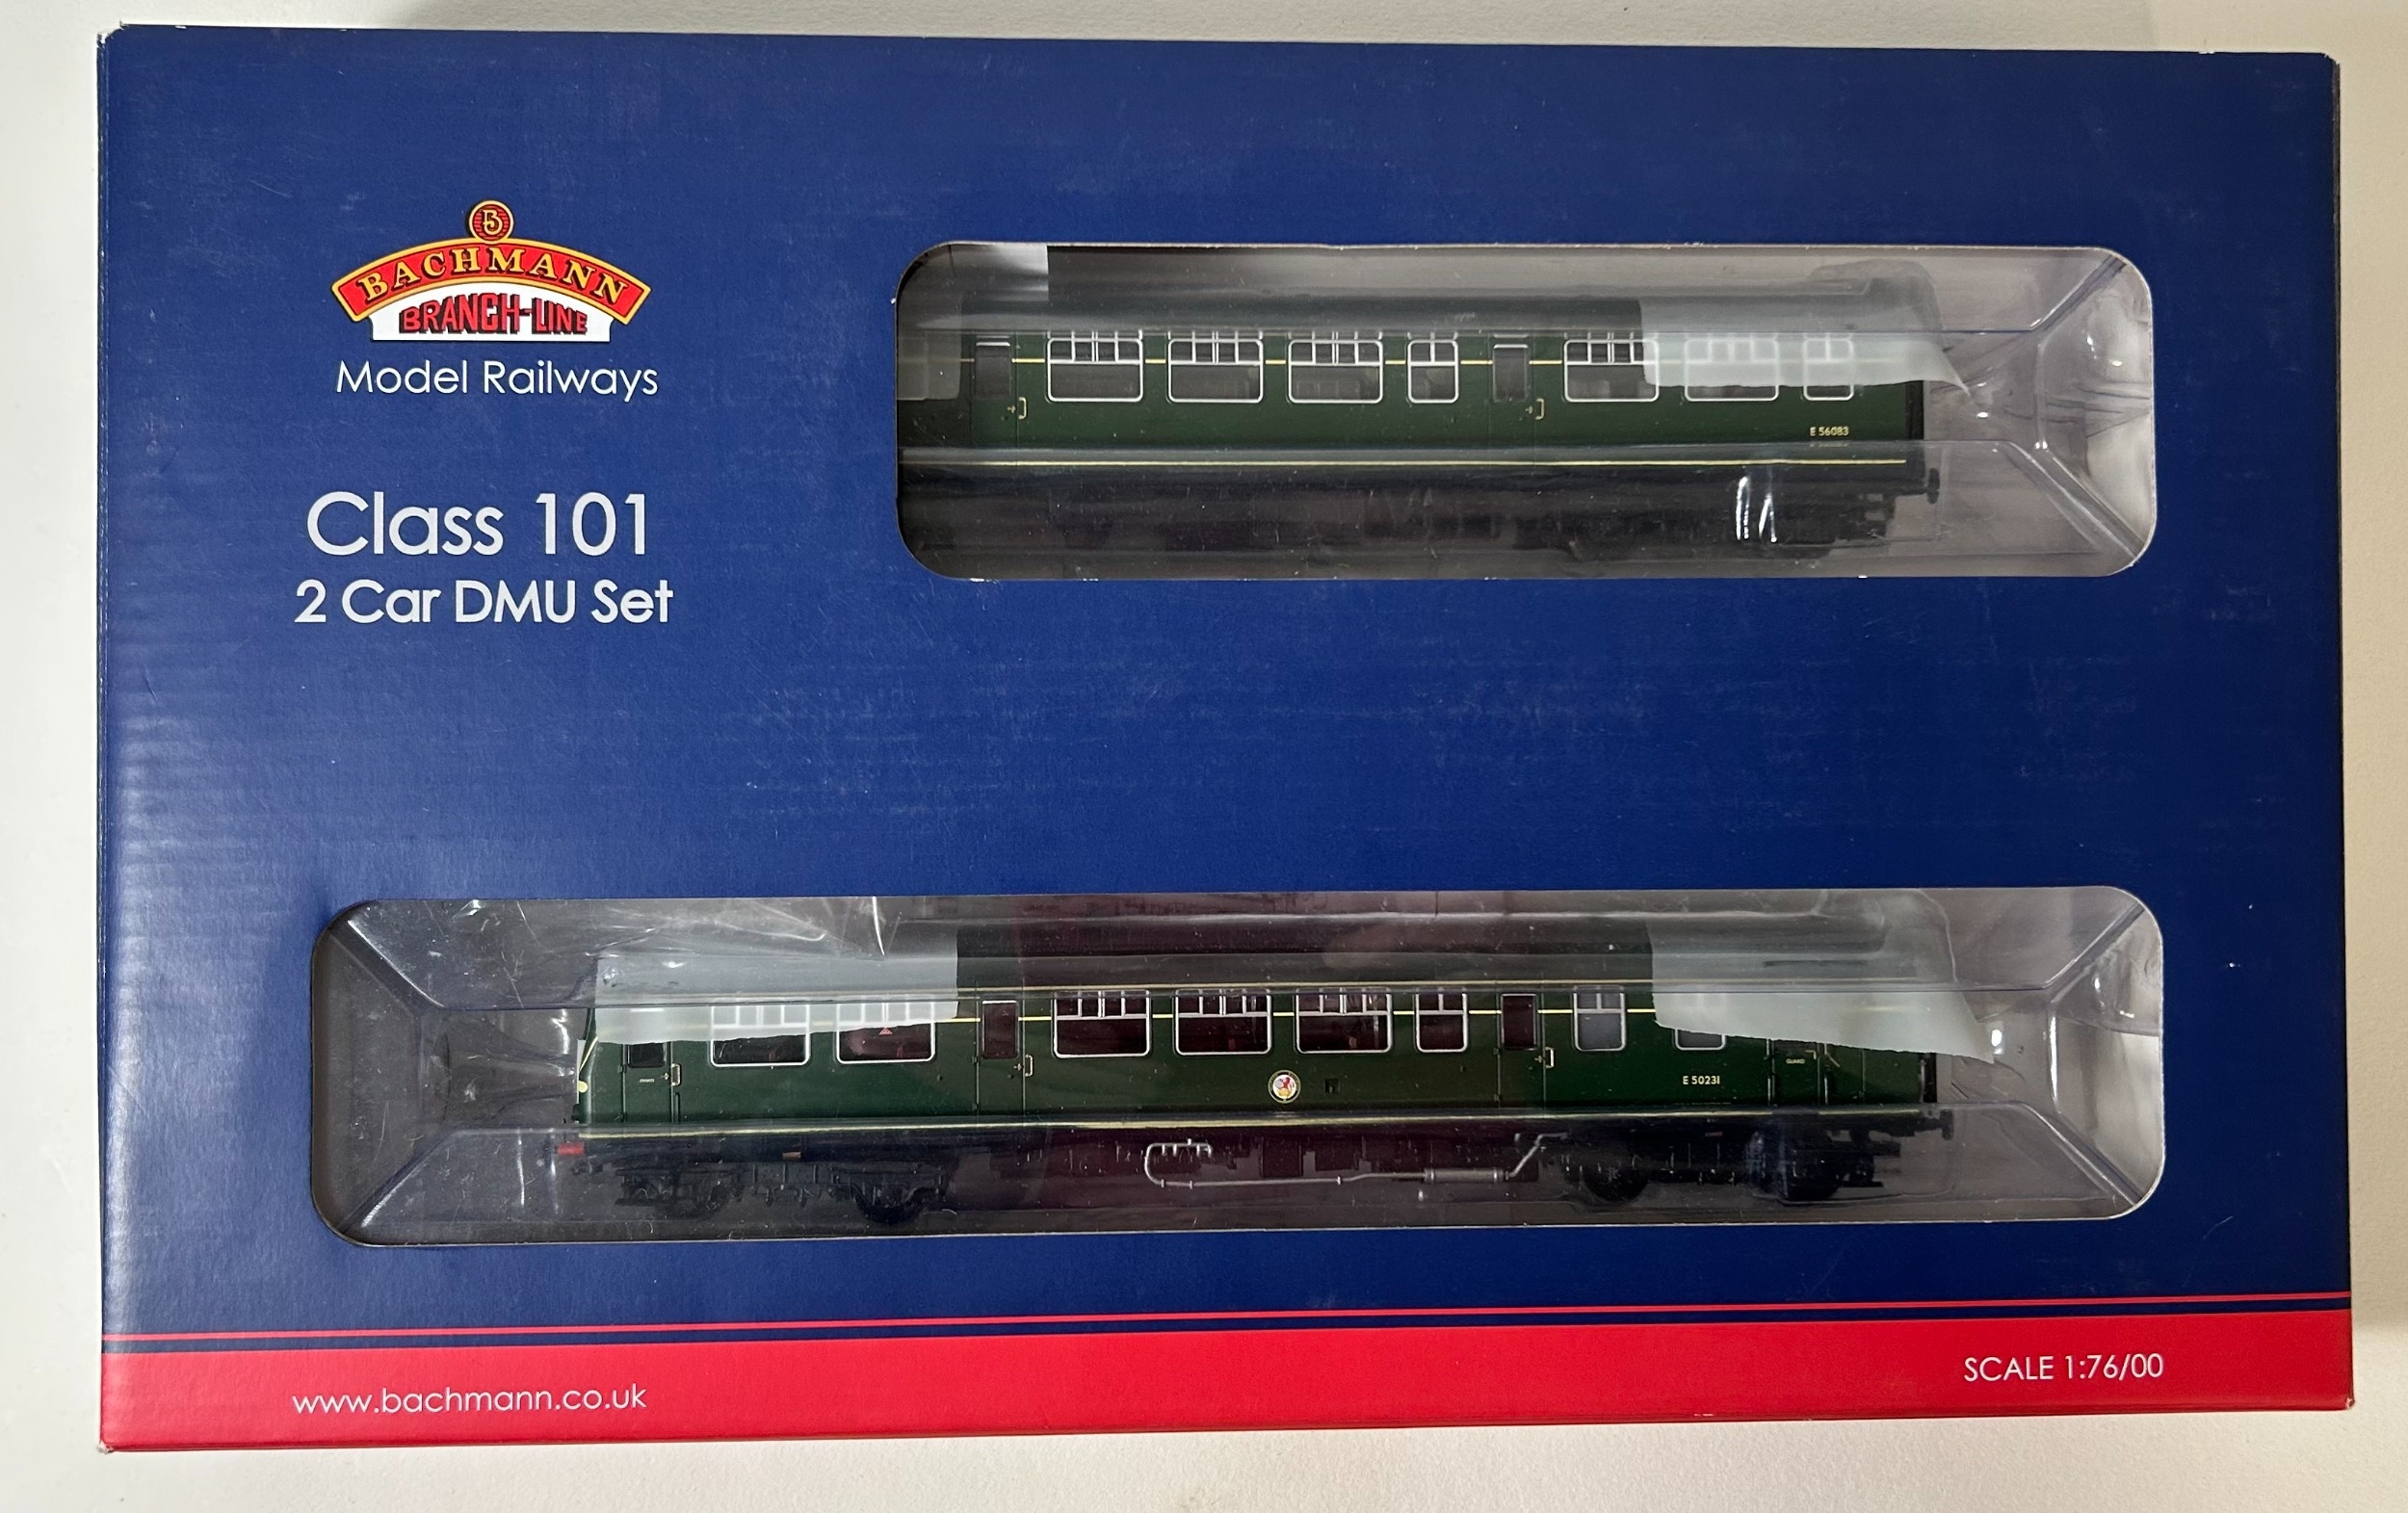 B
BACHMANN
BRANCH-LINE
Model Railways
Class 101
2 Car DMU Set
E 56083
E 50231
GUARD
www.bachmann.co.uk
SCALE 1:76/00